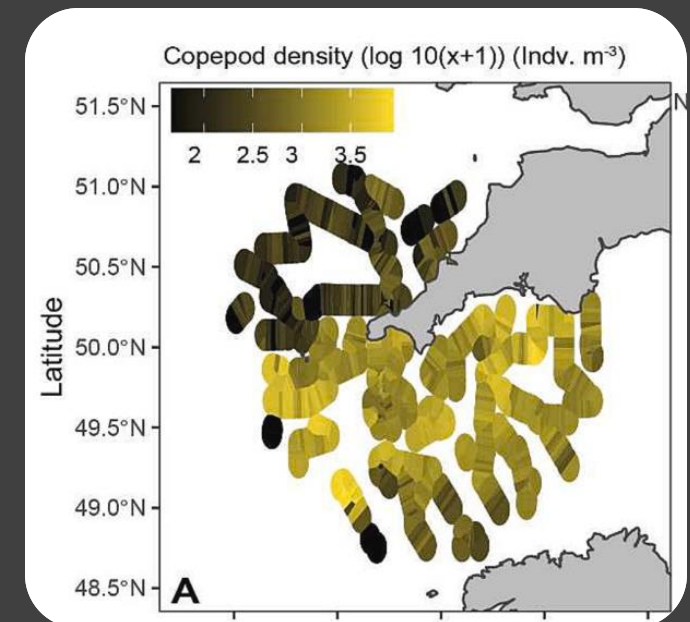 Copepod density (log 10(x+1)) (Indv. m⁻³)
2 2.5 3 3.5
N
51.5°N
51.0°N
50.5°N
50.0°N
49.5°N
49.0°N
48.5°N
Latitude
A